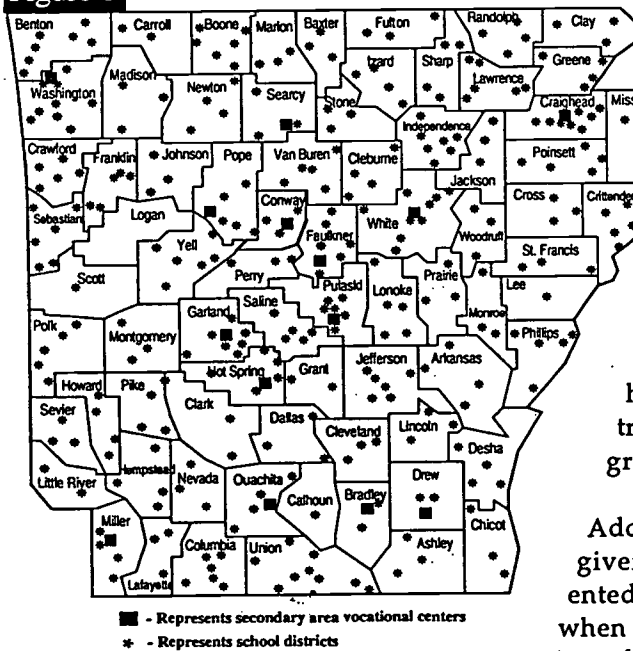 Benton Carroll Boone Marion Baxter Fulton Randolph Clay
Izard Sharp Lawrence Greene
Washington Madison Newton Searcy Stone
Independence Craighead Miss
Crawford Franklin Johnson Pope Van Buren Cleburne Jackson Poinsett
Sebastian Logan Conway White Woodruff Cross Crittende
Yell Faulkner St. Francis
Scott Perry Pulaski Lonoke Prairie Monroe Lee
Polk Montgomery Garland Saline Phillips
Hot Spring Grant Jefferson Arkansas
Howard Pike Clark Dallas
Sevier Cleveland Lincoln Desha
Little River Hempstead Nevada Ouachita Calhoun Bradley Drew
Miller Lafayette Columbia Union Ashley Chicot
- Represents secondary area vocational centers
* - Represents school districts
h
tr
gr
Add
giver
ented
when